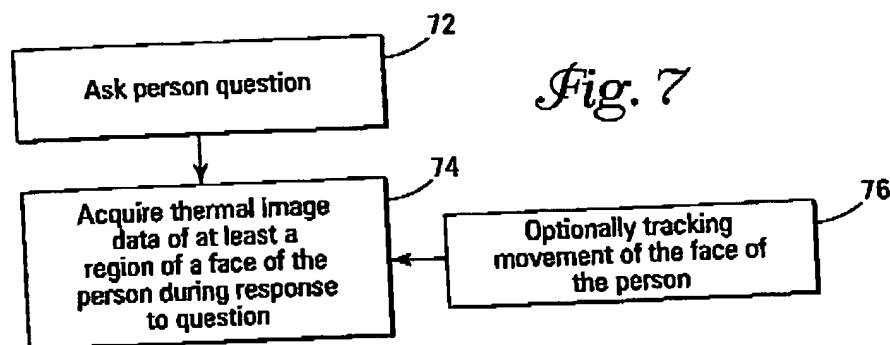 72
Ask person question
Fig. 7
74
Acquire thermal image
data of at least a
region of a face of the
person during response
to question
76
Optionally tracking
movement of the face of
the person